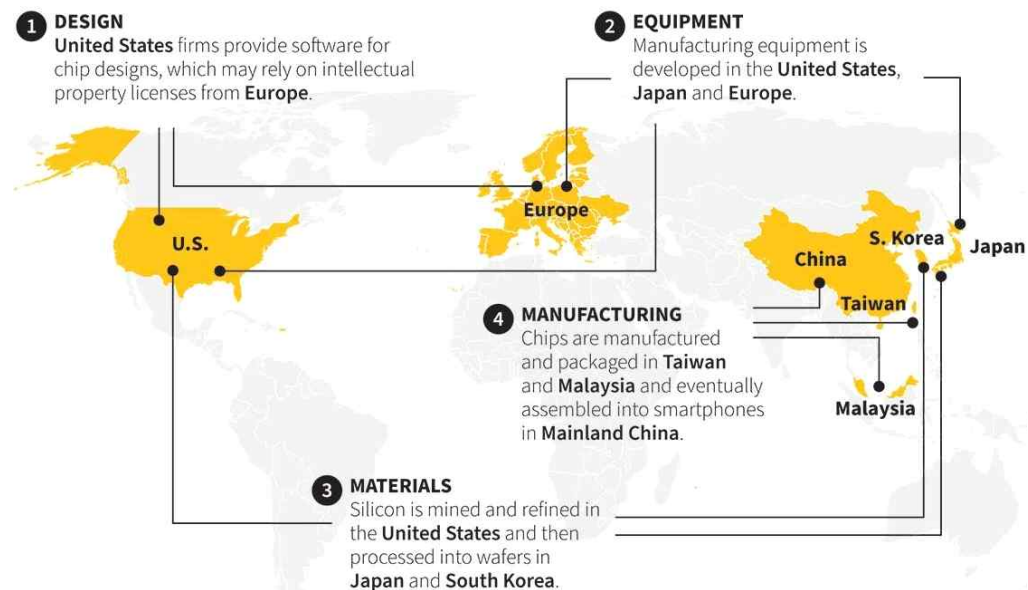 1 DESIGN
United States firms provide software for
chip designs, which may rely on intellectual
property licenses from Europe.
2 EQUIPMENT
Manufacturing equipment is
developed in the United States,
Japan and Europe.
U.S.
Europe
China
S. Korea
Japan
Taiwan
Malaysia
4 MANUFACTURING
Chips are manufactured
and packaged in Taiwan
and Malaysia and eventually
assembled into smartphones
in Mainland China.
3 MATERIALS
Silicon is mined and refined in
the United States and then
processed into wafers in
Japan and South Korea.